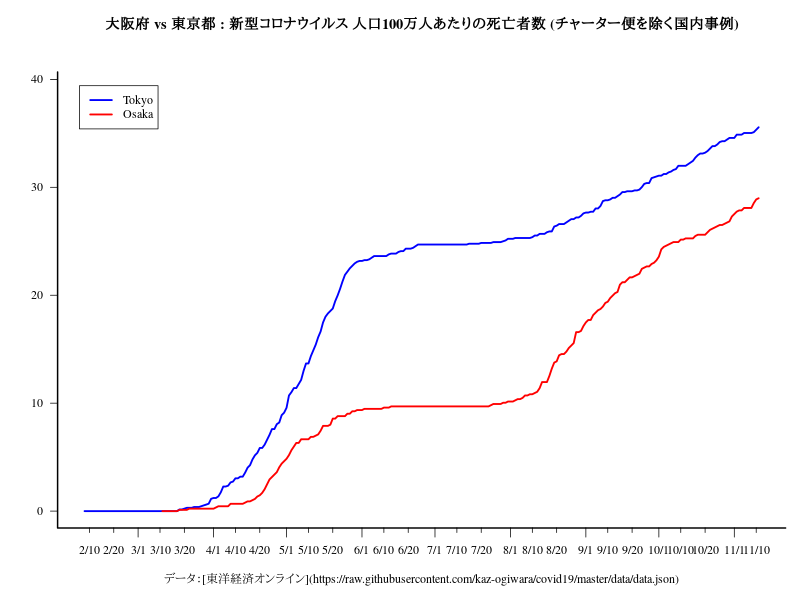 大阪府 vs 東京都 : 新型コロナウイルス 人口100万人あたりの死亡者数 (チャーター便を除く国内事例)
40
Tokyo
Osaka
30
20
10
0
2/10 2/20 3/1 3/10 3/20 4/1 4/10 4/20 5/1 5/10 5/20 6/1 6/10 6/20 7/1 7/10 7/20 8/1 8/10 8/20 9/1 9/10 9/20 10/1 10/10 10/20 11/1 11/10
データ:[東洋経済オンライン](https://raw.githubusercontent.com/kaz-ogiwara/covid19/master/data/data.json)